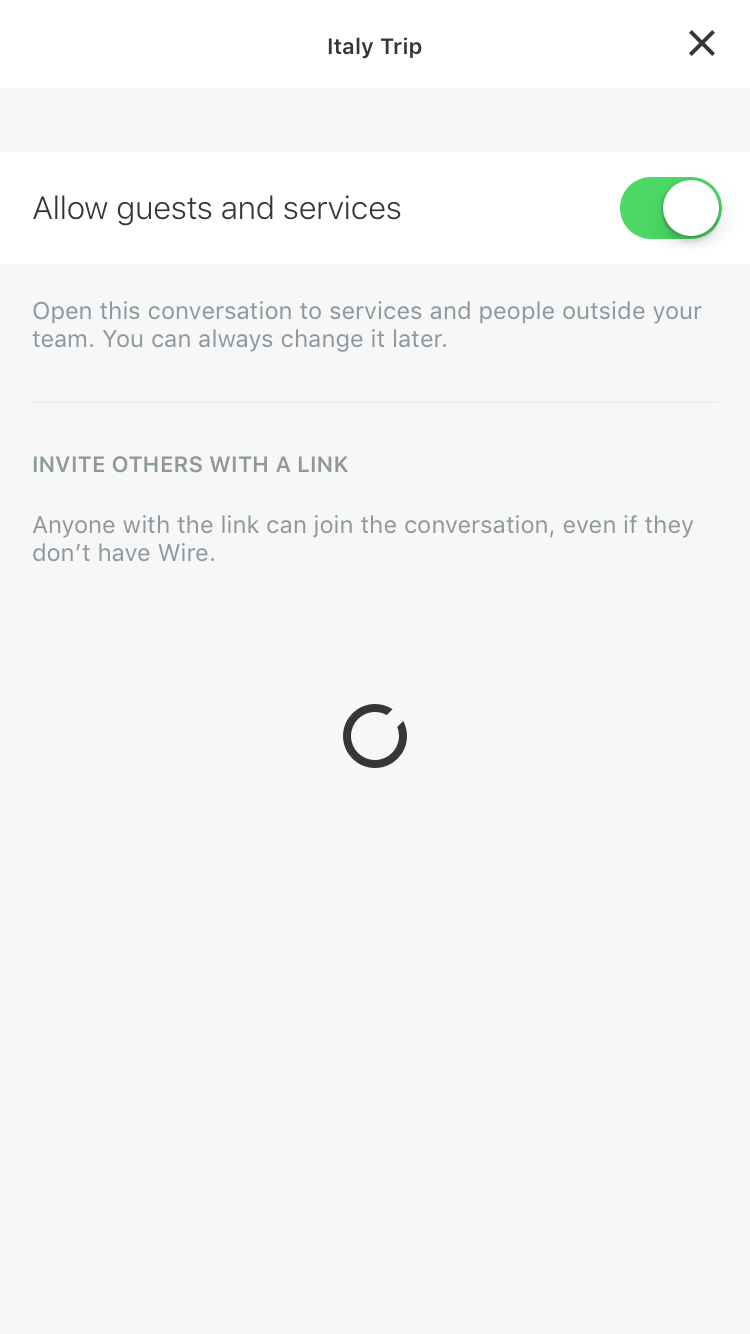 Italy Trip
Allow guests and services
Open this conversation to services and people outside your
team. You can always change it later.
INVITE OTHERS WITH A LINK
Anyone with the link can join the conversation, even if they
don’t have Wire.